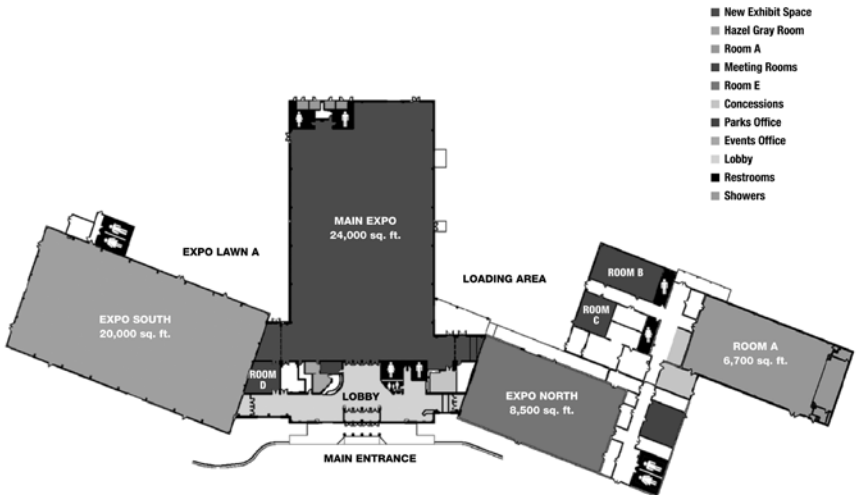 New Exhibit Space
Hazel Gray Room
Room A
Meeting Rooms
Room E
Concessions
Parks Office
Events Office
Lobby
Restrooms
Showers
MAIN EXPO
24,000 sq. ft.
EXPO LAWN A
LOADING AREA
ROOM B
ROOM
C
EXPO SOUTH
20,000 sq. ft.
ROOM A
6,700 sq. ft.
ROOM
D
LOBBY
EXPO NORTH
8,500 sq. ft.
MAIN ENTRANCE